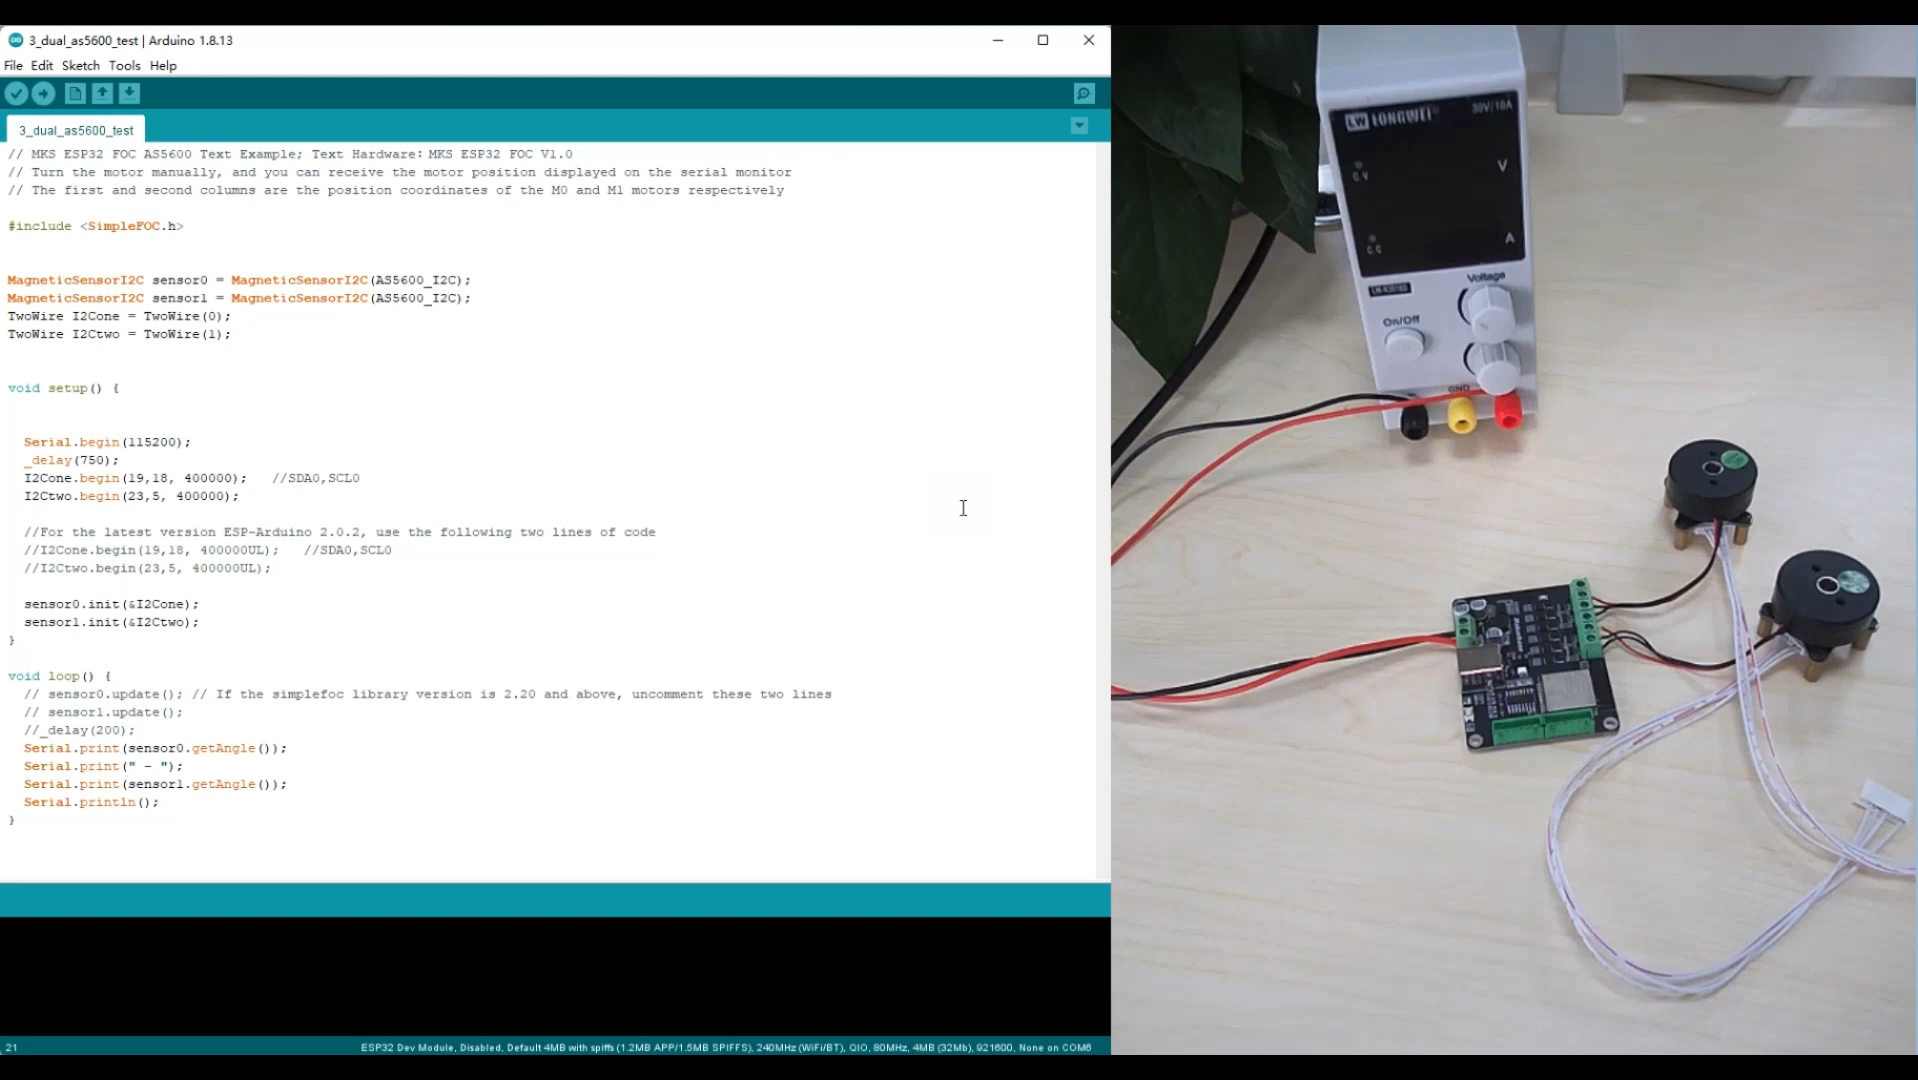 3_dual_as5600_test | Arduino 1.8.13
File Edit Sketch Tools Help
3_dual_as5600_test
// MKS ESP32 FOC AS5600 Text Example; Text Hardware: MKS ESP32 FOC V1.0
// Turn the motor manually, and you can receive the motor position displayed on the serial monitor
// The first and second columns are the position coordinates of the M0 and M1 motors respectively
#include <SimpleFOC.h>
MagneticSensorI2C sensor0 = MagneticSensorI2C(AS5600_I2C);
MagneticSensorI2C sensor1 = MagneticSensorI2C(AS5600_I2C);
TwoWire I2Cone = TwoWire(0);
TwoWire I2Ctwo = TwoWire(1);
void setup() {
Serial.begin(115200);
_delay(750);
I2Cone.begin(19,18, 400000);   //SDA0,SCL0
I2Ctwo.begin(23,5, 400000);
//For the latest version ESP-Arduino 2.0.2, use the following two lines of code
//I2Cone.begin(19,18, 400000UL);   //SDA0,SCL0
//I2Ctwo.begin(23,5, 400000UL);
sensor0.init(&I2Cone);
sensor1.init(&I2Ctwo);
}
void loop() {
// sensor0.update(); // If the simplefoc library version is 2.20 and above, uncomment these two lines
// sensor1.update();
//_delay(200);
Serial.print(sensor0.getAngle());
Serial.print(" - ");
Serial.print(sensor1.getAngle());
Serial.println();
}
21
ESP32 Dev Module, Disabled, Default 4MB with spiffs (1.2MB APP/1.5MB SPIFFS), 240MHz (WiFi/BT), QIO, 80MHz, 4MB (32Mb), 921600, None on COM6
LW LONGWEI 30V/10A
V
C.V
A
C.C
Voltage
On/Off
GND